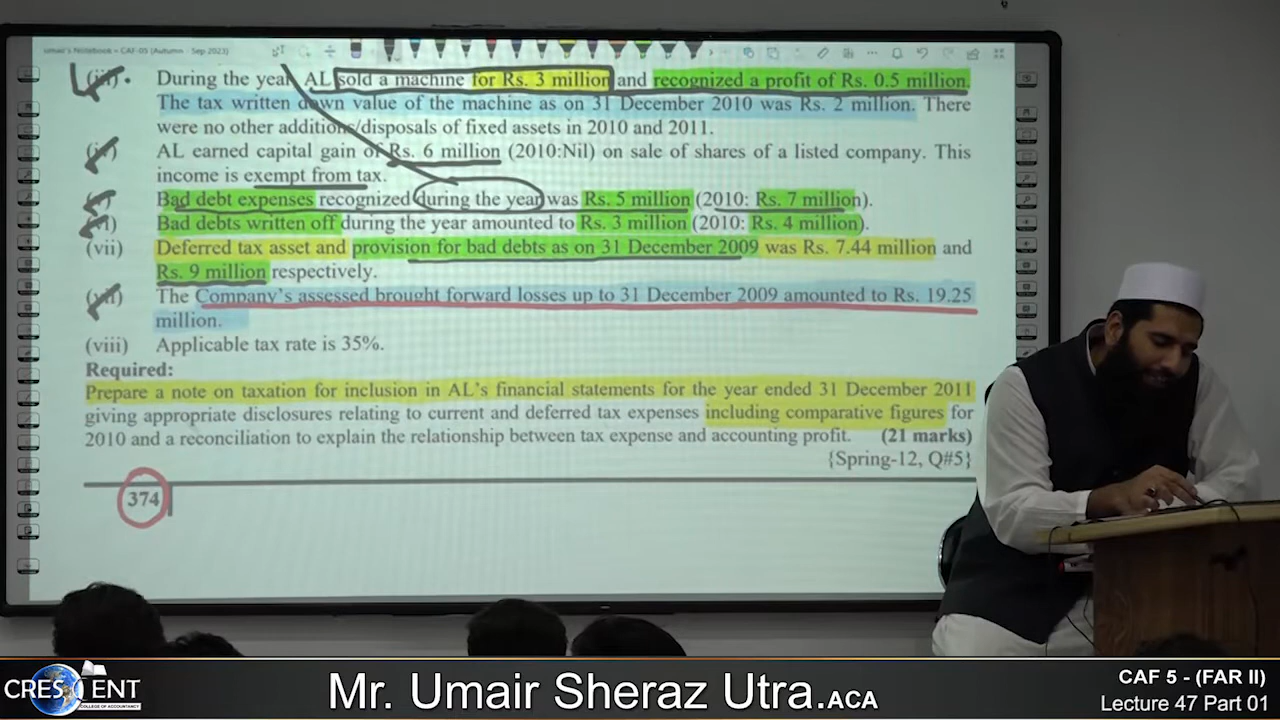 umair's Notebook - CAF-05 (Autumn - Sep 2023)
(iii) During the year, AL sold a machine for Rs. 3 million and recognized a profit of Rs. 0.5 million.
The tax written down value of the machine as on 31 December 2010 was Rs. 2 million. There
were no other additions/disposals of fixed assets in 2010 and 2011.
AL earned capital gain of Rs. 6 million (2010:Nil) on sale of shares of a listed company. This
income is exempt from tax.
Bad debt expenses recognized during the year was Rs. 5 million (2010: Rs. 7 million).
Bad debts written off during the year amounted to Rs. 3 million (2010: Rs. 4 million).
(vii) Deferred tax asset and provision for bad debts as on 31 December 2009 was Rs. 7.44 million and
Rs. 9 million respectively.
The Company's assessed brought forward losses up to 31 December 2009 amounted to Rs. 19.25
million.
(viii) Applicable tax rate is 35%.
Required:
Prepare a note on taxation for inclusion in AL's financial statements for the year ended 31 December 2011
giving appropriate disclosures relating to current and deferred tax expenses including comparative figures for
2010 and a reconciliation to explain the relationship between tax expense and accounting profit. (21 marks)
{Spring-12, Q#5}
374
CRESCENT
COLLEGE OF ACCOUNTANCY
Mr. Umair Sheraz Utra.ACA
CAF 5 - (FAR II)
Lecture 47 Part 01